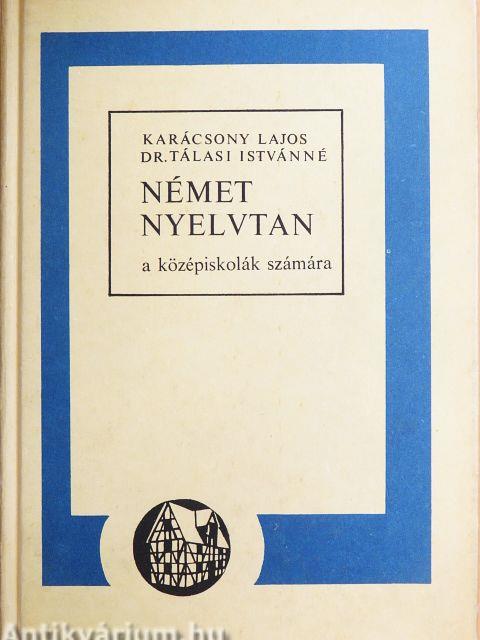 KARÁCSONY LAJOS
DR. TÁLASI ISTVÁNNÉ
NÉMET
NYELVTAN
a középiskolák számára
Antikvárium.hu